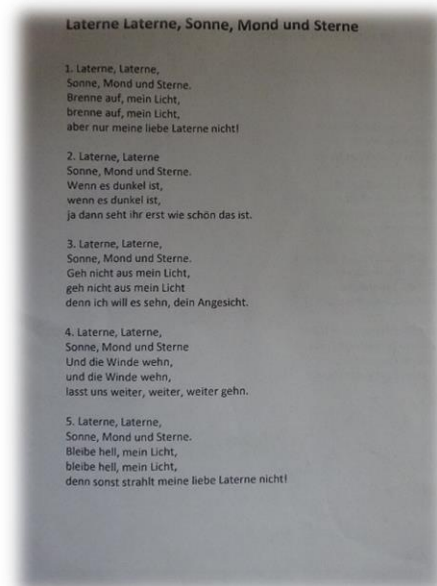 Laterne Laterne, Sonne, Mond und Sterne
1. Laterne, Laterne,
Sonne, Mond und Sterne.
Brenne auf, mein Licht,
brenne auf, mein Licht,
aber nur meine liebe Laterne nicht!
2. Laterne, Laterne
Sonne, Mond und Sterne.
Wenn es dunkel ist,
wenn es dunkel ist,
ja dann seht ihr erst wie schön das ist.
3. Laterne, Laterne,
Sonne, Mond und Sterne.
Geh nicht aus mein Licht,
geh nicht aus mein Licht
denn ich will es sehn, dein Angesicht.
4. Laterne, Laterne,
Sonne, Mond und Sterne
Und die Winde wehn,
und die Winde wehn,
lasst uns weiter, weiter, weiter gehn.
5. Laterne, Laterne,
Sonne, Mond und Sterne.
Bleibe hell, mein Licht,
bleibe hell, mein Licht,
denn sonst strahlt meine liebe Laterne nicht!